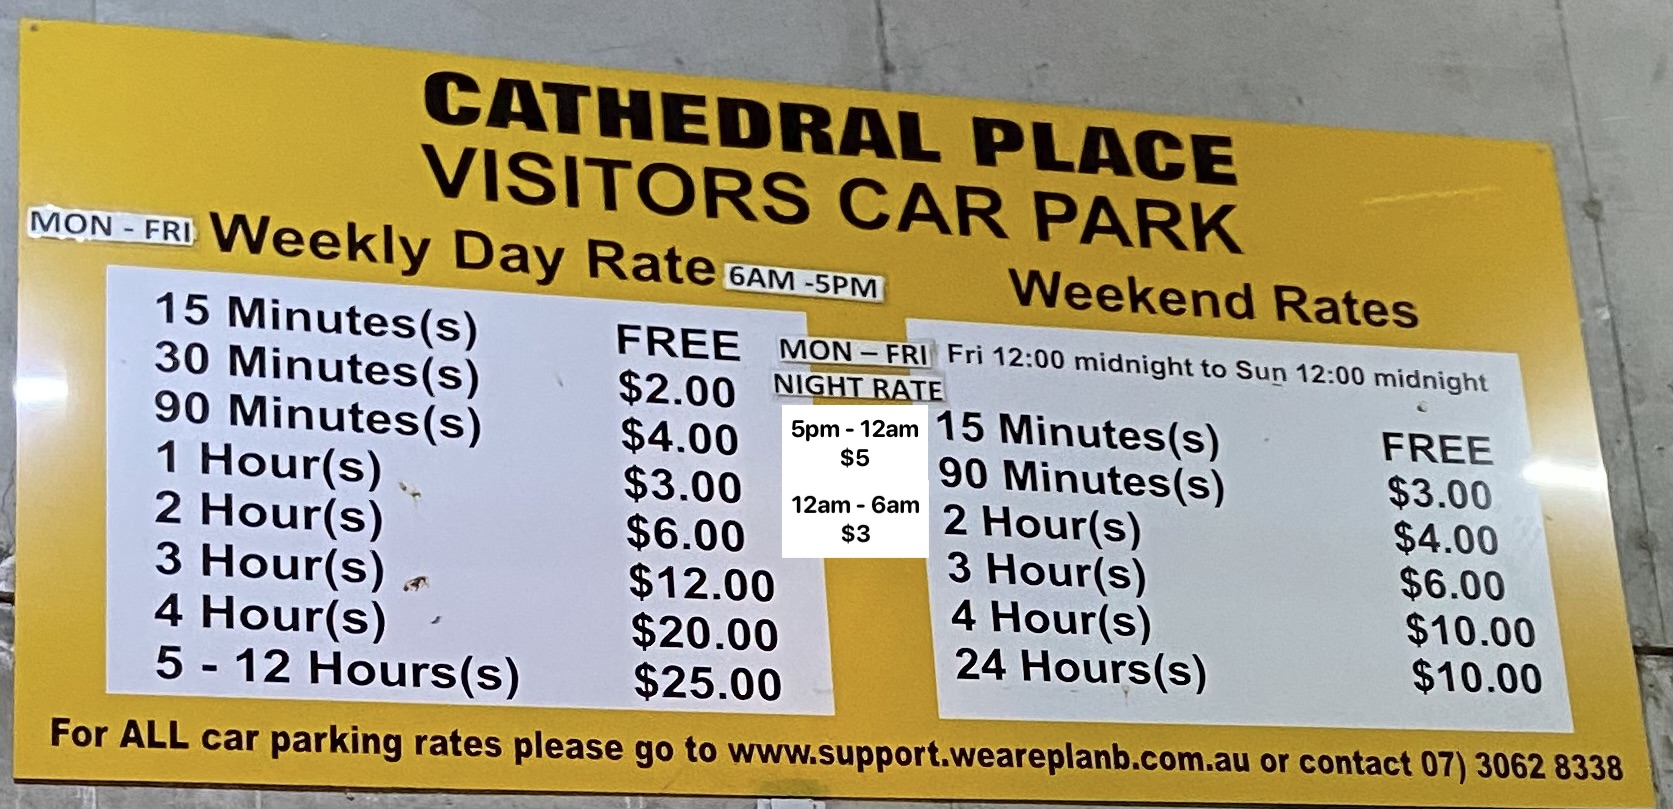 CATHEDRAL PLACE
VISITORS CAR PARK
MON - FRI Weekly Day Rate 6AM -5PM
15 Minutes(s) FREE
30 Minutes(s) $2.00
90 Minutes(s) $4.00
1 Hour(s) $3.00
2 Hour(s) $6.00
3 Hour(s) $12.00
4 Hour(s) $20.00
5 - 12 Hours(s) $25.00
MON – FRI
NIGHT RATE
5pm - 12am
$5
12am - 6am
$3
Weekend Rates
Fri 12:00 midnight to Sun 12:00 midnight
15 Minutes(s) FREE
90 Minutes(s) $3.00
2 Hour(s) $4.00
3 Hour(s) $6.00
4 Hour(s) $10.00
24 Hours(s) $10.00
For ALL car parking rates please go to www.support.weareplanb.com.au or contact 07) 3062 8338